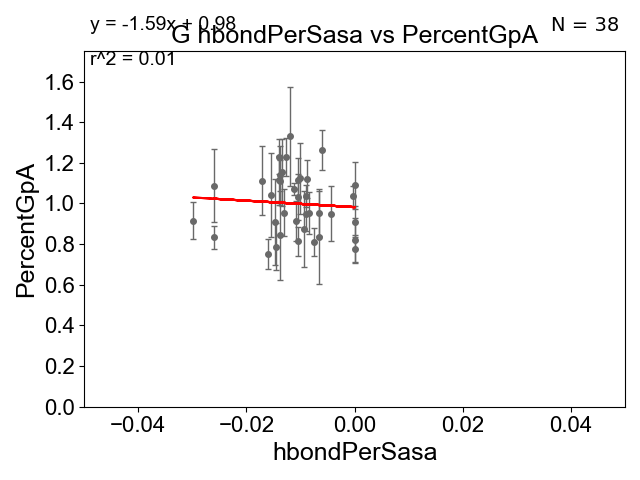 y = -1.59x + 0.98
N = 38
G hbondPerSasa vs PercentGpA
r^2 = 0.01
1.6
1.4
1.2
1.0
0.8
0.6
0.4
0.2
0.0
PercentGpA
−0.04 −0.02 0.00 0.02 0.04
hbondPerSasa